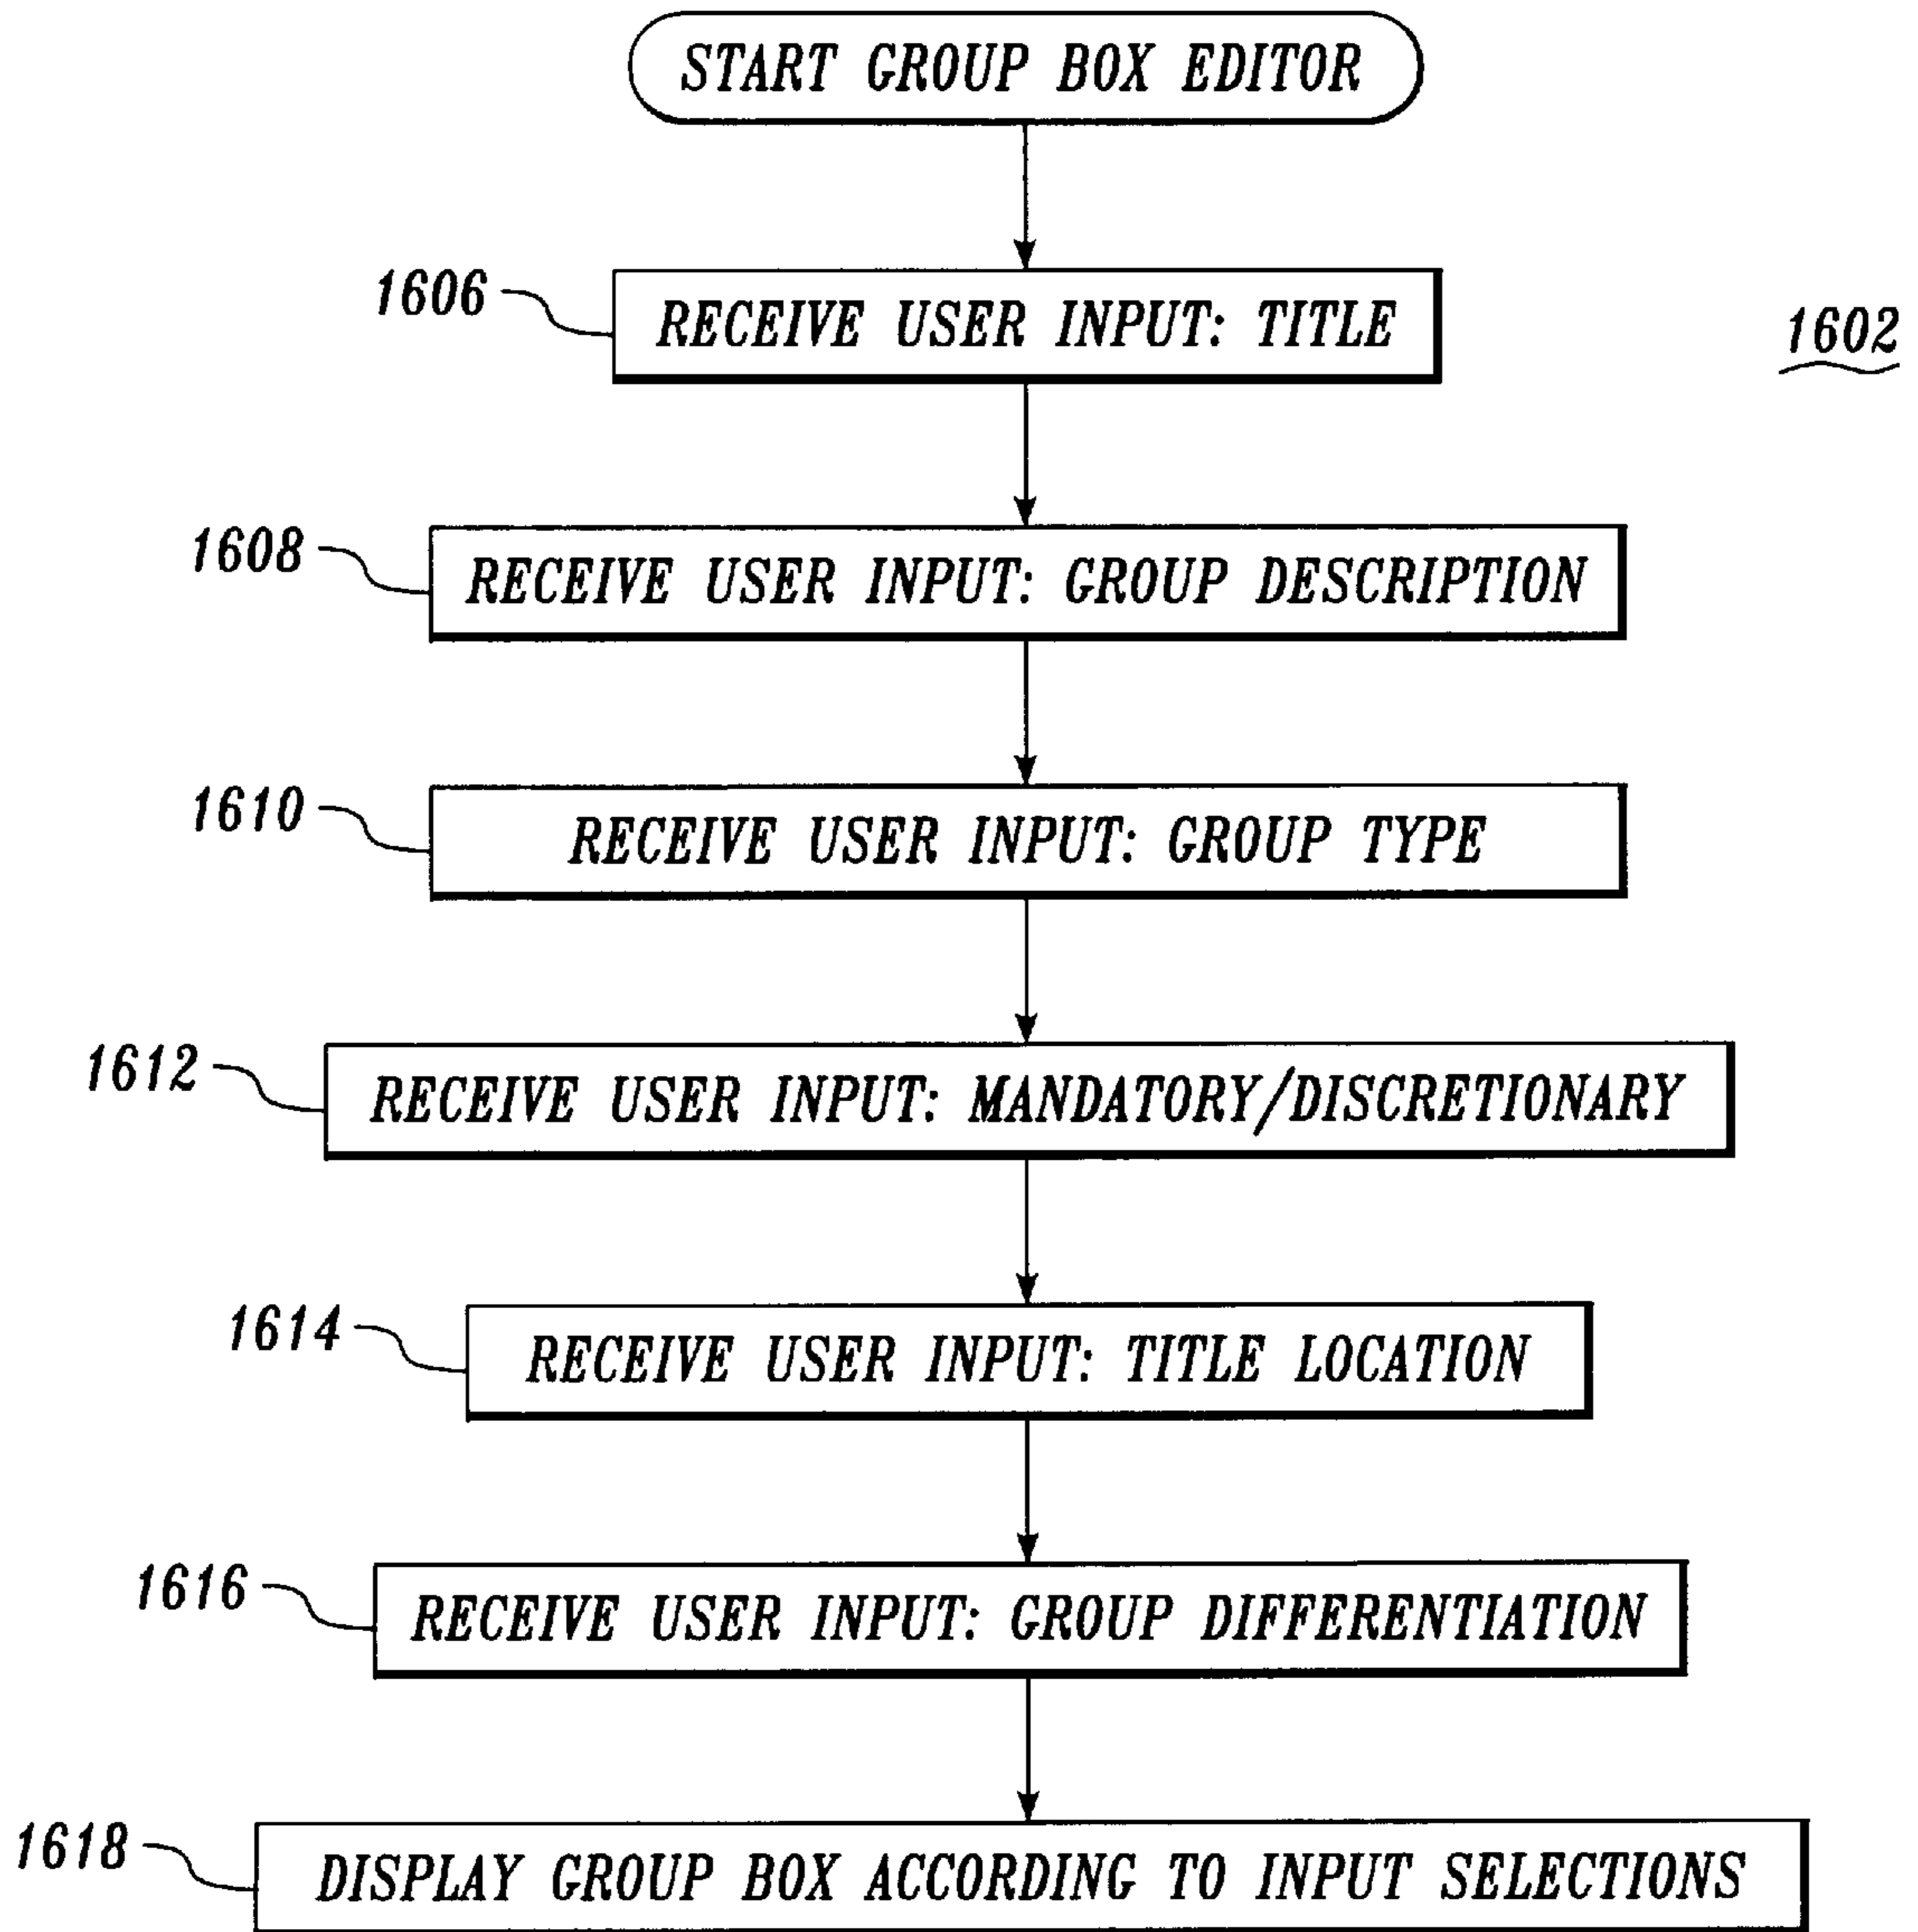 START GROUP BOX EDITOR
1606
RECEIVE USER INPUT: TITLE
1602
1608
RECEIVE USER INPUT: GROUP DESCRIPTION
1610
RECEIVE USER INPUT: GROUP TYPE
1612
RECEIVE USER INPUT: MANDATORY/DISCRETIONARY
1614
RECEIVE USER INPUT: TITLE LOCATION
1616
RECEIVE USER INPUT: GROUP DIFFERENTIATION
1618
DISPLAY GROUP BOX ACCORDING TO INPUT SELECTIONS